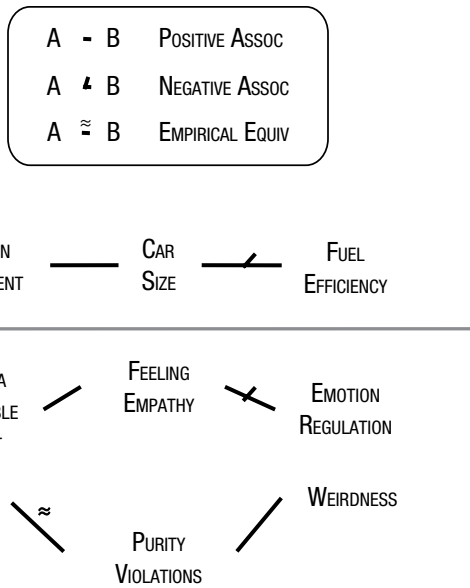 A - B Positive Assoc
A B Negative Assoc
A ≈ B Empirical Equiv
Car
Size
Fuel
Efficiency
Feeling
Empathy
Emotion
Regulation
≈
Weirdness
Purity
Violations